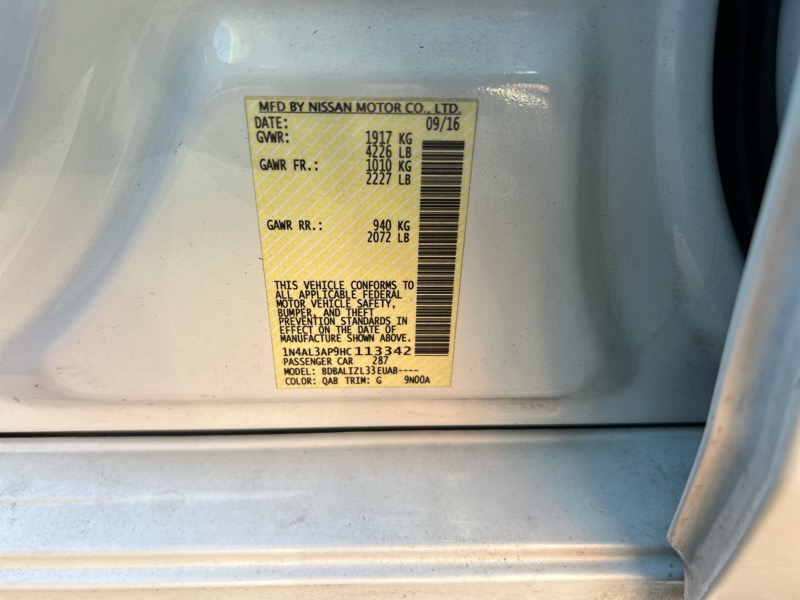 MFD BY NISSAN MOTOR CO., LTD.
DATE: 09/16
GVWR: 1917 KG
4226 LB
GAWR FR.: 1010 KG
2227 LB
GAWR RR.: 940 KG
2072 LB
THIS VEHICLE CONFORMS TO
ALL APPLICABLE FEDERAL
MOTOR VEHICLE SAFETY,
BUMPER, AND THEFT
PREVENTION STANDARDS IN
EFFECT ON THE DATE OF
MANUFACTURE SHOWN ABOVE.
1N4AL3AP9HC113342
PASSENGER CAR 287
MODEL: BDBALIZL33EUAB----
COLOR: QAB TRIM: G 9N00A